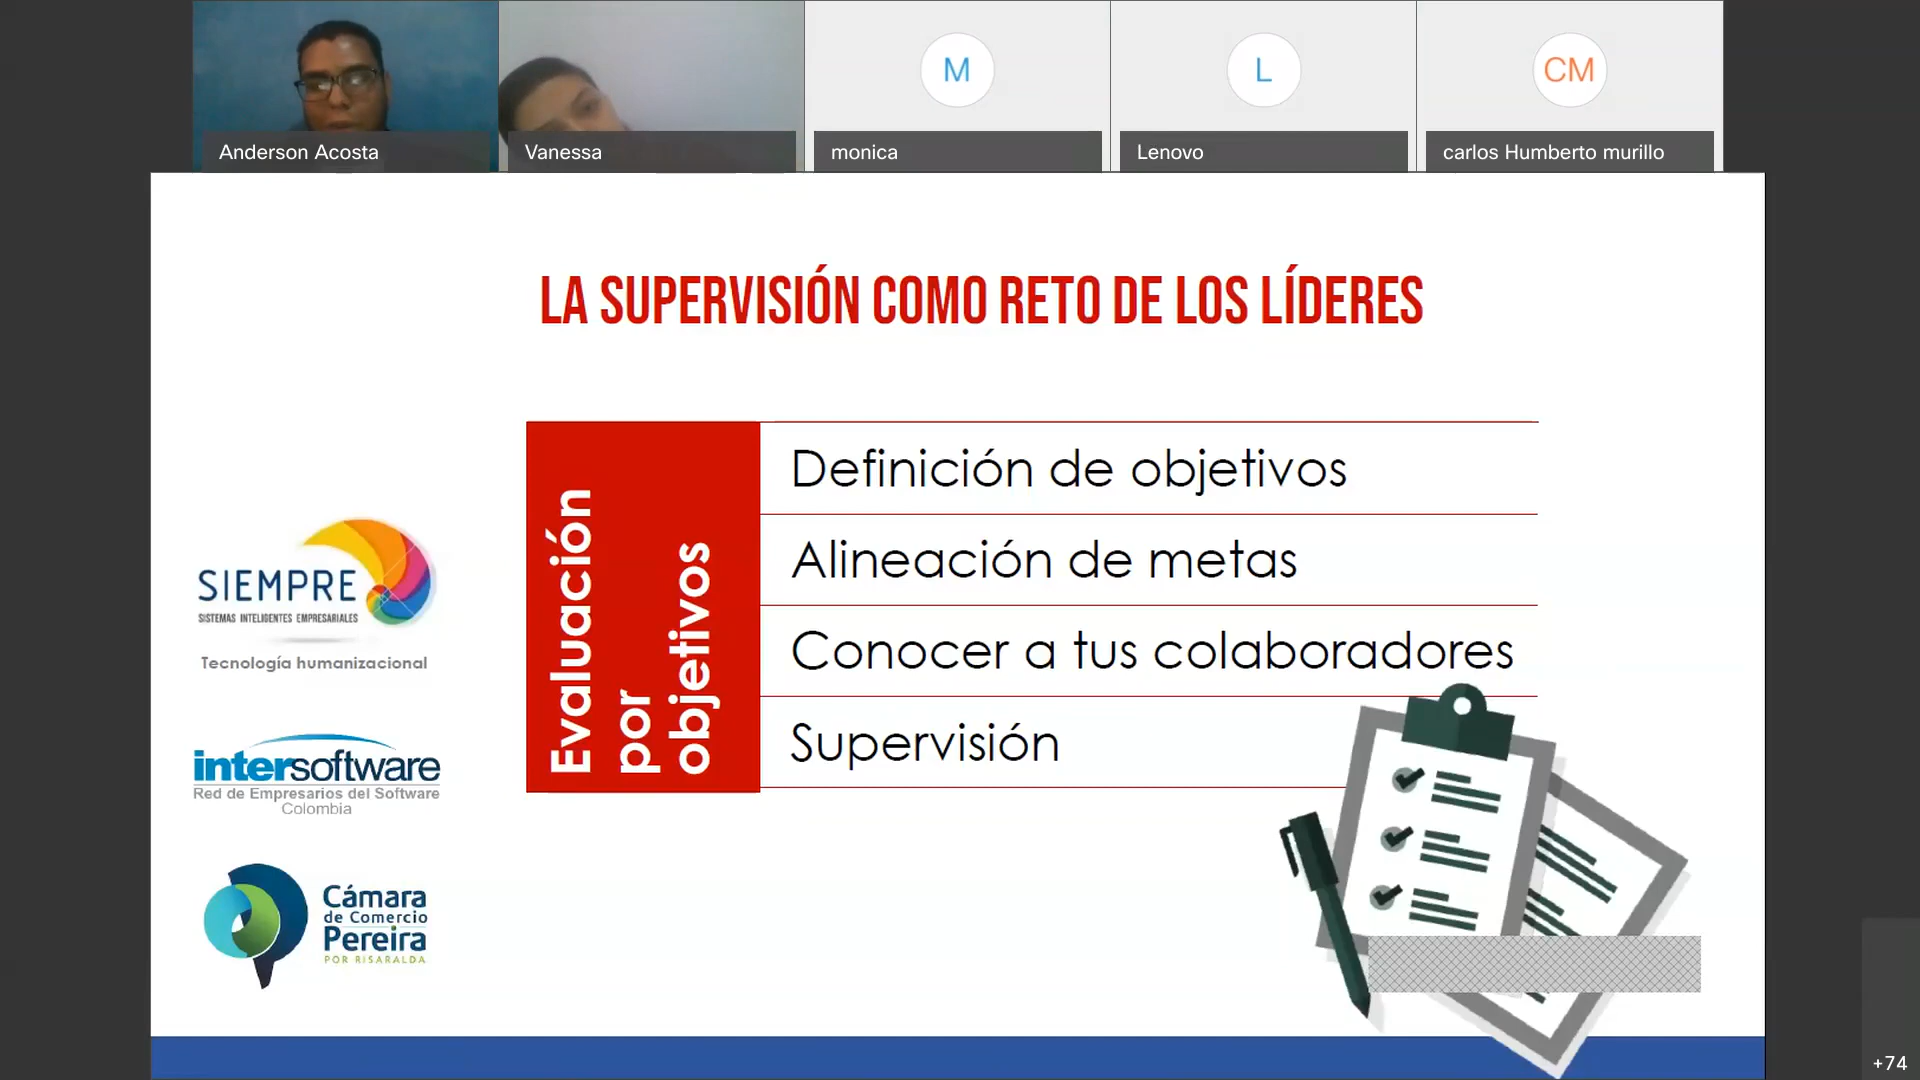 M
L
CM
Anderson Acosta
Vanessa
monica
Lenovo
carlos Humberto murillo
LA SUPERVISIÓN COMO RETO DE LOS LÍDERES
Evaluación
por
objetivos
Definición de objetivos
Alineación de metas
Conocer a tus colaboradores
Supervisión
SIEMPRE
SISTEMAS INTELIGENTES EMPRESARIALES
Tecnología humanizacional
intersoftware
Red de Empresarios del Software
Colombia
Cámara
de Comercio
Pereira
POR RISARALDA
+74